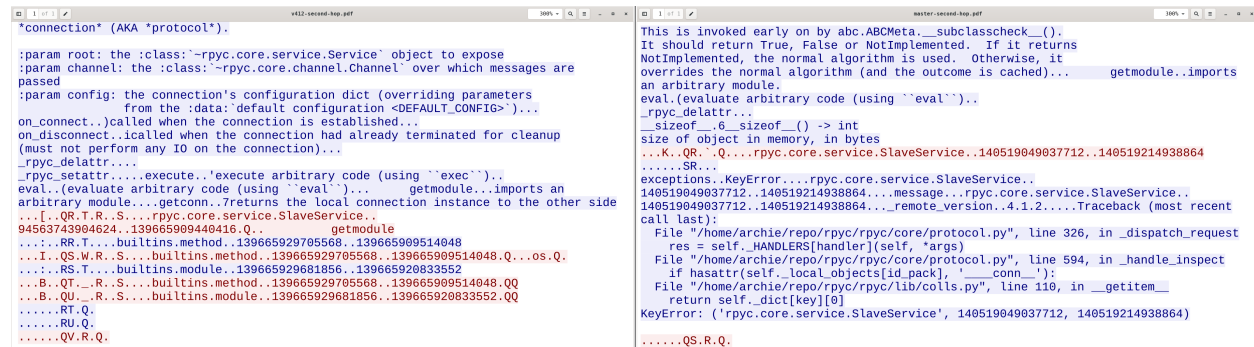 1 of 1
v412-second-hop.pdf
300%
*connection* (AKA *protocol*).
:param root: the :class:`~rpyc.core.service.Service` object to expose
:param channel: the :class:`~rpyc.core.channel.Channel` over which messages are
passed
:param config: the connection's configuration dict (overriding parameters
from the :data:`default configuration <DEFAULT_CONFIG>`)...
on_connect..)called when the connection is established...
on_disconnect..icalled when the connection had already terminated for cleanup
(must not perform any IO on the connection)...
_rpyc_delattr....
_rpyc_setattr.....execute..'execute arbitrary code (using ``exec``)..
eval..(evaluate arbitrary code (using ``eval``)... getmodule...imports an
arbitrary module....getconn..7returns the local connection instance to the other side
...[..QR.T.R..S....rpyc.core.service.SlaveService..
94563743904624..139665909440416.Q.. getmodule
...:..RR.T....builtins.method..139665929705568..139665909514048
...I..QS.W.R..S....builtins.method..139665929705568..139665909514048.Q...os.Q.
...:..RS.T....builtins.module..139665929681856..139665920833552
...B..QT._.R..S....builtins.method..139665929705568..139665909514048.QQ
...B..QU._.R..S....builtins.module..139665929681856..139665920833552.QQ
......RT.Q.
......RU.Q.
......QV.R.Q.
1 of 1
master-second-hop.pdf
300%
This is invoked early on by abc.ABCMeta.__subclasscheck__().
It should return True, False or NotImplemented. If it returns
NotImplemented, the normal algorithm is used. Otherwise, it
overrides the normal algorithm (and the outcome is cached)... getmodule..imports
an arbitrary module.
eval.(evaluate arbitrary code (using ``eval``)..
_rpyc_delattr...
__sizeof__.6__sizeof__() -> int
size of object in memory, in bytes
...K..QR.`.Q....rpyc.core.service.SlaveService..140519049037712..140519214938864
......SR...
exceptions..KeyError....rpyc.core.service.SlaveService..
140519049037712..140519214938864....message...rpyc.core.service.SlaveService..
140519049037712..140519214938864..._remote_version..4.1.2.....Traceback (most recent
call last):
File "/home/archie/repo/rpyc/rpyc/core/protocol.py", line 326, in _dispatch_request
res = self._HANDLERS[handler](self, *args)
File "/home/archie/repo/rpyc/rpyc/core/protocol.py", line 594, in _handle_inspect
if hasattr(self._local_objects[id_pack], '____conn__'):
File "/home/archie/repo/rpyc/rpyc/lib/colls.py", line 110, in __getitem__
return self._dict[key][0]
KeyError: ('rpyc.core.service.SlaveService', 140519049037712, 140519214938864)
......QS.R.Q.